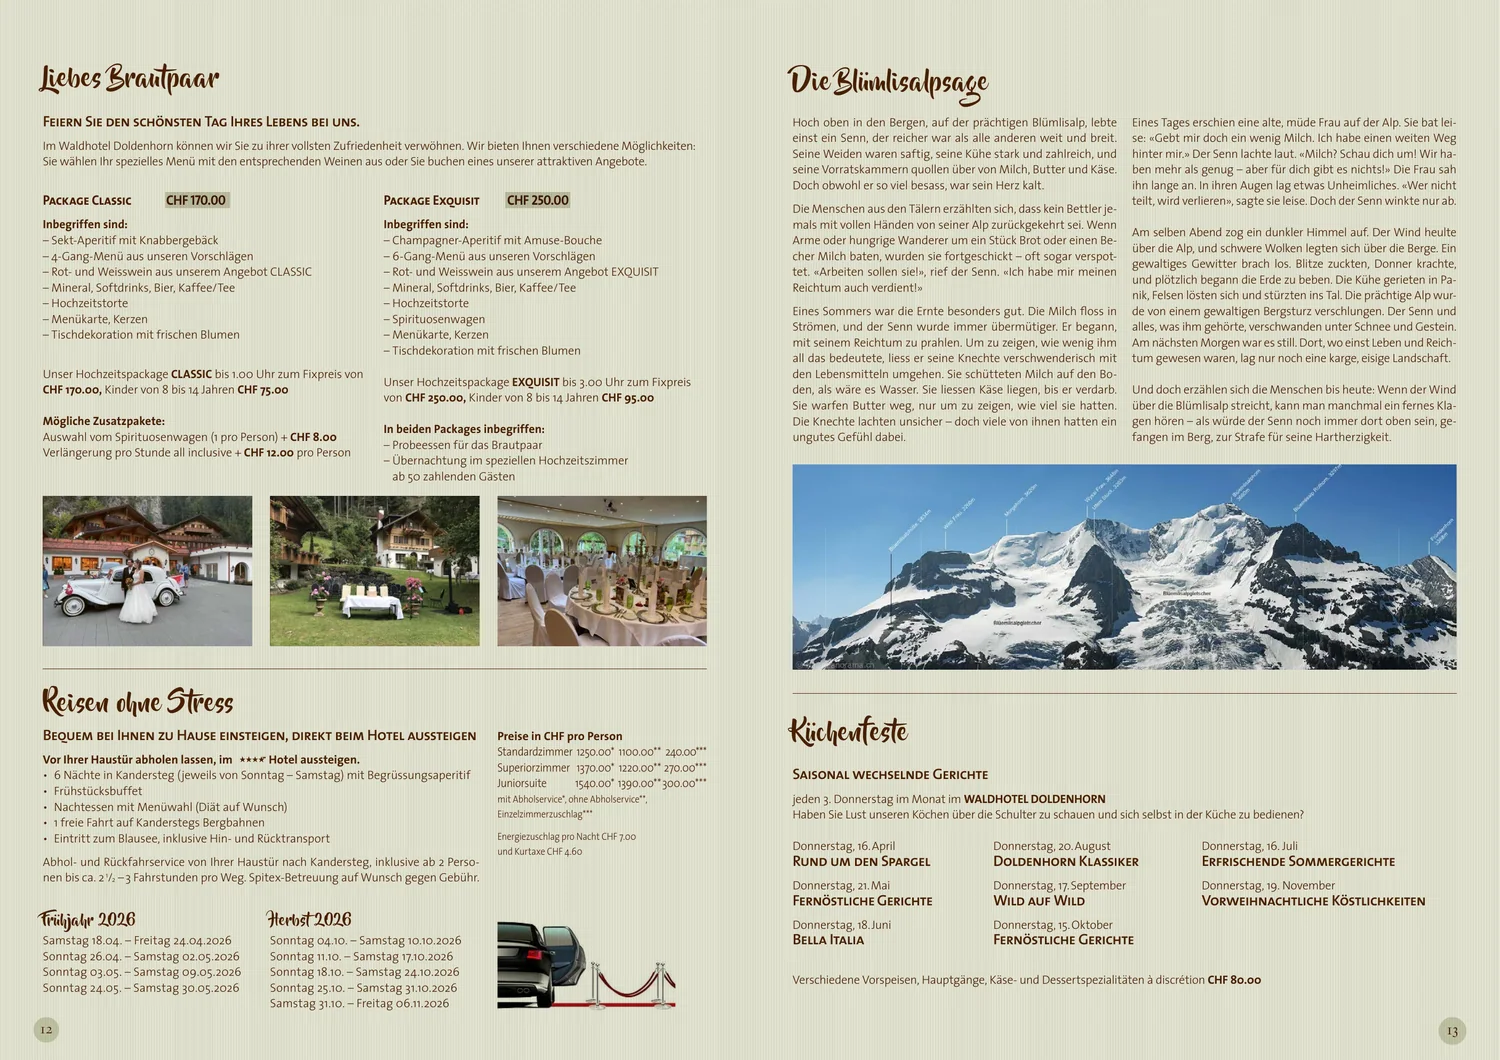 Liebes Brautpaar
Feiern Sie den schönsten Tag Ihres Lebens bei uns.
Im Waldhotel Doldenhorn können wir Sie zu ihrer vollsten Zufriedenheit verwöhnen. Wir bieten Ihnen verschiedene Möglichkeiten:
Sie wählen Ihr spezielles Menü mit den entsprechenden Weinen aus oder Sie buchen eines unserer attraktiven Angebote.
Package Classic CHF 170.00
Inbegriffen sind:
– Sekt-Aperitif mit Knabbergebäck
– 4-Gang-Menü aus unseren Vorschlägen
– Rot- und Weisswein aus unserem Angebot CLASSIC
– Mineral, Softdrinks, Bier, Kaffee/Tee
– Hochzeitstorte
– Menükarte, Kerzen
– Tischdekoration mit frischen Blumen
Unser Hochzeitspackage CLASSIC bis 1.00 Uhr zum Fixpreis von
CHF 170.00, Kinder von 8 bis 14 Jahren CHF 75.00
Mögliche Zusatzpakete:
Auswahl vom Spirituosenwagen (1 pro Person) + CHF 8.00
Verlängerung pro Stunde all inclusive + CHF 12.00 pro Person
Package Exquisit CHF 250.00
Inbegriffen sind:
– Champagner-Aperitif mit Amuse-Bouche
– 6-Gang-Menü aus unseren Vorschlägen
– Rot- und Weisswein aus unserem Angebot EXQUISIT
– Mineral, Softdrinks, Bier, Kaffee/Tee
– Hochzeitstorte
– Spirituosenwagen
– Menükarte, Kerzen
– Tischdekoration mit frischen Blumen
Unser Hochzeitspackage EXQUISIT bis 3.00 Uhr zum Fixpreis
von CHF 250.00, Kinder von 8 bis 14 Jahren CHF 95.00
In beiden Packages inbegriffen:
– Probeessen für das Brautpaar
– Übernachtung im speziellen Hochzeitszimmer
ab 50 zahlenden Gästen
Reisen ohne Stress
Bequem bei Ihnen zu Hause einsteigen, direkt beim Hotel aussteigen
Vor Ihrer Haustür abholen lassen, im ★★★★ Hotel aussteigen.
• 6 Nächte in Kandersteg (jeweils von Sonntag – Samstag) mit Begrüssungsaperitif
• Frühstücksbuffet
• Nachtessen mit Menüwahl (Diät auf Wunsch)
• 1 freie Fahrt auf Kanderstegs Bergbahnen
• Eintritt zum Blausee, inklusive Hin- und Rücktransport
Abhol- und Rückfahrservice von Ihrer Haustür nach Kandersteg, inklusive ab 2 Perso-
nen bis ca. 2 1/2 – 3 Fahrstunden pro Weg. Spitex-Betreuung auf Wunsch gegen Gebühr.
Preise in CHF pro Person
Standardzimmer 1250.00* 1100.00** 240.00***
Superiorzimmer 1370.00* 1220.00** 270.00***
Juniorsuite 1540.00* 1390.00** 300.00***
mit Abholservice*, ohne Abholservice**,
Einzelzimmerzuschlag***
Energiezuschlag pro Nacht CHF 7.00
und Kurtaxe CHF 4.60
Frühjahr 2026
Samstag 18.04. – Freitag 24.04.2026
Sonntag 26.04. – Samstag 02.05.2026
Sonntag 03.05. – Samstag 09.05.2026
Sonntag 24.05. – Samstag 30.05.2026
Herbst 2026
Sonntag 04.10. – Samstag 10.10.2026
Sonntag 11.10. – Samstag 17.10.2026
Sonntag 18.10. – Samstag 24.10.2026
Sonntag 25.10. – Samstag 31.10.2026
Samstag 31.10. – Freitag 06.11.2026
12
Die Blümlisalpsage
Hoch oben in den Bergen, auf der prächtigen Blümlisalp, lebte
einst ein Senn, der reicher war als alle anderen weit und breit.
Seine Weiden waren saftig, seine Kühe stark und zahlreich, und
seine Vorratskammern quollen über von Milch, Butter und Käse.
Doch obwohl er so viel besass, war sein Herz kalt.
Die Menschen aus den Tälern erzählten sich, dass kein Bettler je-
mals mit vollen Händen von seiner Alp zurückgekehrt sei. Wenn
Arme oder hungrige Wanderer um ein Stück Brot oder einen Be-
cher Milch baten, wurden sie fortgeschickt – oft sogar verspot-
tet. «Arbeiten sollen sie!», rief der Senn. «Ich habe mir meinen
Reichtum auch verdient!»
Eines Sommers war die Ernte besonders gut. Die Milch floss in
Strömen, und der Senn wurde immer übermütiger. Er begann,
mit seinem Reichtum zu prahlen. Um zu zeigen, wie wenig ihm
all das bedeutete, liess er seine Knechte verschwenderisch mit
den Lebensmitteln umgehen. Sie schütteten Milch auf den Bo-
den, als wäre es Wasser. Sie liessen Käse liegen, bis er verdarb.
Sie warfen Butter weg, nur um zu zeigen, wie viel sie hatten.
Die Knechte lachten unsicher – doch viele von ihnen hatten ein
ungutes Gefühl dabei.
Eines Tages erschien eine alte, müde Frau auf der Alp. Sie bat lei-
se: «Gebt mir doch ein wenig Milch. Ich habe einen weiten Weg
hinter mir.» Der Senn lachte laut. «Milch? Schau dich um! Wir ha-
ben mehr als genug – aber für dich gibt es nichts!» Die Frau sah
ihn lange an. In ihren Augen lag etwas Unheimliches. «Wer nicht
teilt, wird verlieren», sagte sie leise. Doch der Senn winkte nur ab.
Am selben Abend zog ein dunkler Himmel auf. Der Wind heulte
über die Alp, und schwere Wolken legten sich über die Berge. Ein
gewaltiges Gewitter brach los. Blitze zuckten, Donner krachte,
und plötzlich begann die Erde zu beben. Die Kühe gerieten in Pa-
nik, Felsen lösten sich und stürzten ins Tal. Die prächtige Alp wur-
de von einem gewaltigen Bergsturz verschlungen. Der Senn und
alles, was ihm gehörte, verschwanden unter Schnee und Gestein.
Am nächsten Morgen war es still. Dort, wo einst Leben und Reich-
tum gewesen waren, lag nur noch eine karge, eisige Landschaft.
Und doch erzählen sich die Menschen bis heute: Wenn der Wind
über die Blümlisalp streicht, kann man manchmal ein fernes Kla-
gen hören – als würde der Senn noch immer dort oben sein, ge-
fangen im Berg, zur Strafe für seine Hartherzigkeit.
Blümlisalpgletscher
Blümlisalpgletscher
Küchenfeste
Saisonal wechselnde Gerichte
jeden 3. Donnerstag im Monat im WALDHOTEL DOLDENHORN
Haben Sie Lust unseren Köchen über die Schulter zu schauen und sich selbst in der Küche zu bedienen?
Donnerstag, 16. April
Rund um den Spargel
Donnerstag, 21. Mai
Fernöstliche Gerichte
Donnerstag, 18. Juni
Bella Italia
Donnerstag, 20. August
Doldenhorn Klassiker
Donnerstag, 17. September
Wild auf Wild
Donnerstag, 15. Oktober
Fernöstliche Gerichte
Donnerstag, 16. Juli
Erfrischende Sommergerichte
Donnerstag, 19. November
Vorweihnachtliche Köstlichkeiten
Verschiedene Vorspeisen, Hauptgänge, Käse- und Dessertspezialitäten à discrétion CHF 80.00
13